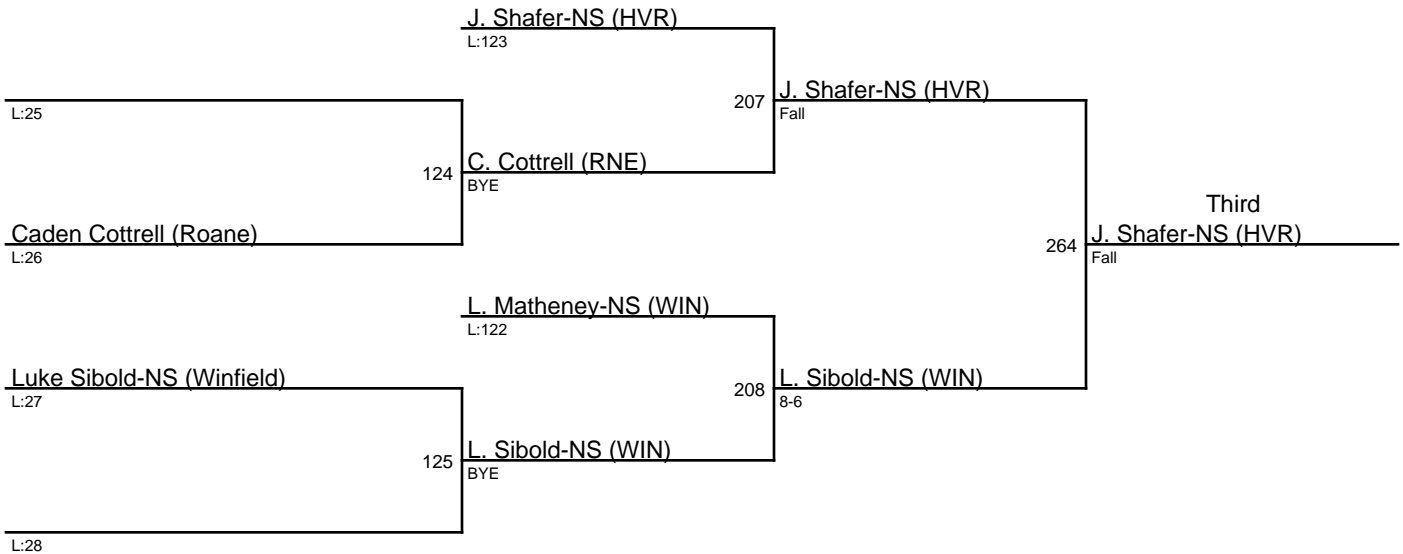 J. Shafer-NS (HVR)
L:123
L:25
207
J. Shafer-NS (HVR)
Fall
124
C. Cottrell (RNE)
BYE
Caden Cottrell (Roane)
L:26
Third
264
J. Shafer-NS (HVR)
Fall
L. Matheney-NS (WIN)
L:122
Luke Sibold-NS (Winfield)
L:27
208
L. Sibold-NS (WIN)
8-6
125
L. Sibold-NS (WIN)
BYE
L:28